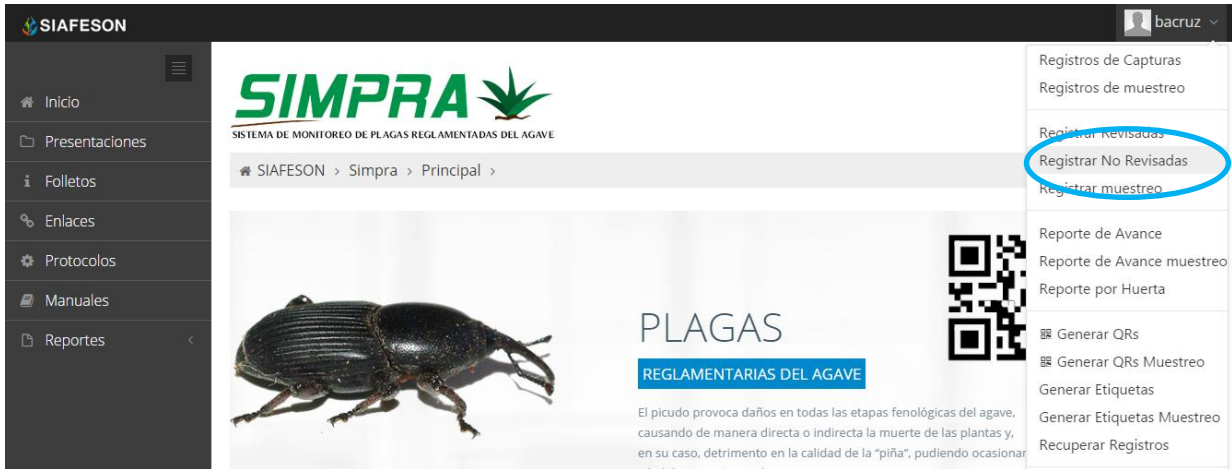 SIAFESON
bacruz
Inicio
Presentaciones
Folletos
Enlaces
Protocolos
Manuales
Reportes
SIMPRA
SISTEMA DE MONITOREO DE PLAGAS REGLAMENTADAS DEL AGAVE
SIAFESON > Simpra > Principal >
PLAGAS
REGLAMENTARIAS DEL AGAVE
El picudo provoca daños en todas las etapas fenológicas del agave,
causando de manera directa o indirecta la muerte de las plantas y,
en su caso, detrimento en la calidad de la "piña", pudiendo ocasionar
Registros de Capturas
Registros de muestreo
Registrar Revisadas
Registrar No Revisadas
Registrar muestreo
Reporte de Avance
Reporte de Avance muestreo
Reporte por Huerta
Generar QRs
Generar QRs Muestreo
Generar Etiquetas
Generar Etiquetas Muestreo
Recuperar Registros